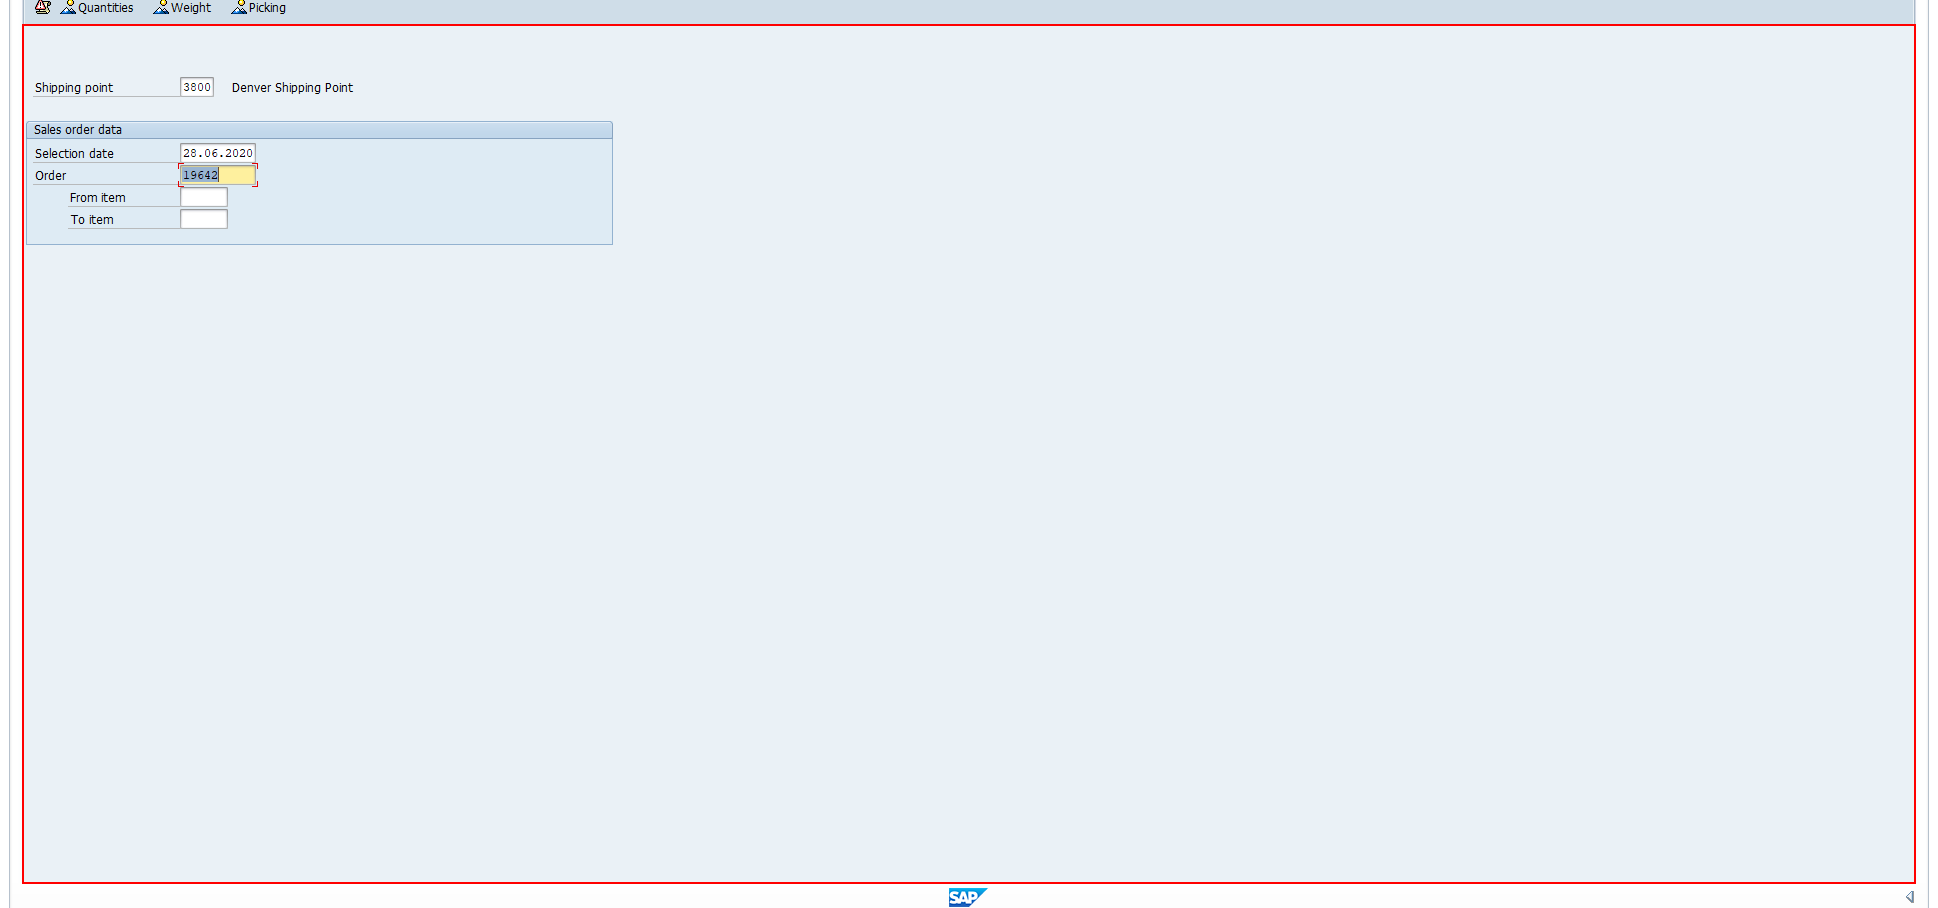 Quantities Weight Picking
Shipping point 3800 Denver Shipping Point
Sales order data
Selection date 28.06.2020
Order 19642
From item
To item
SAP